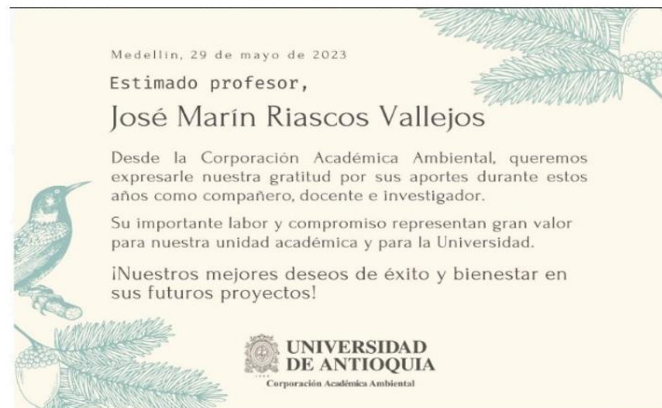 Medellín, 29 de mayo de 2023
Estimado profesor,
José Marín Riascos Vallejos
Desde la Corporación Académica Ambiental, queremos
expresarle nuestra gratitud por sus aportes durante estos
años como compañero, docente e investigador.
Su importante labor y compromiso representan gran valor
para nuestra unidad académica y para la Universidad.
¡Nuestros mejores deseos de éxito y bienestar en
sus futuros proyectos!
UNIVERSIDAD
DE ANTIOQUIA
Corporación Académica Ambiental